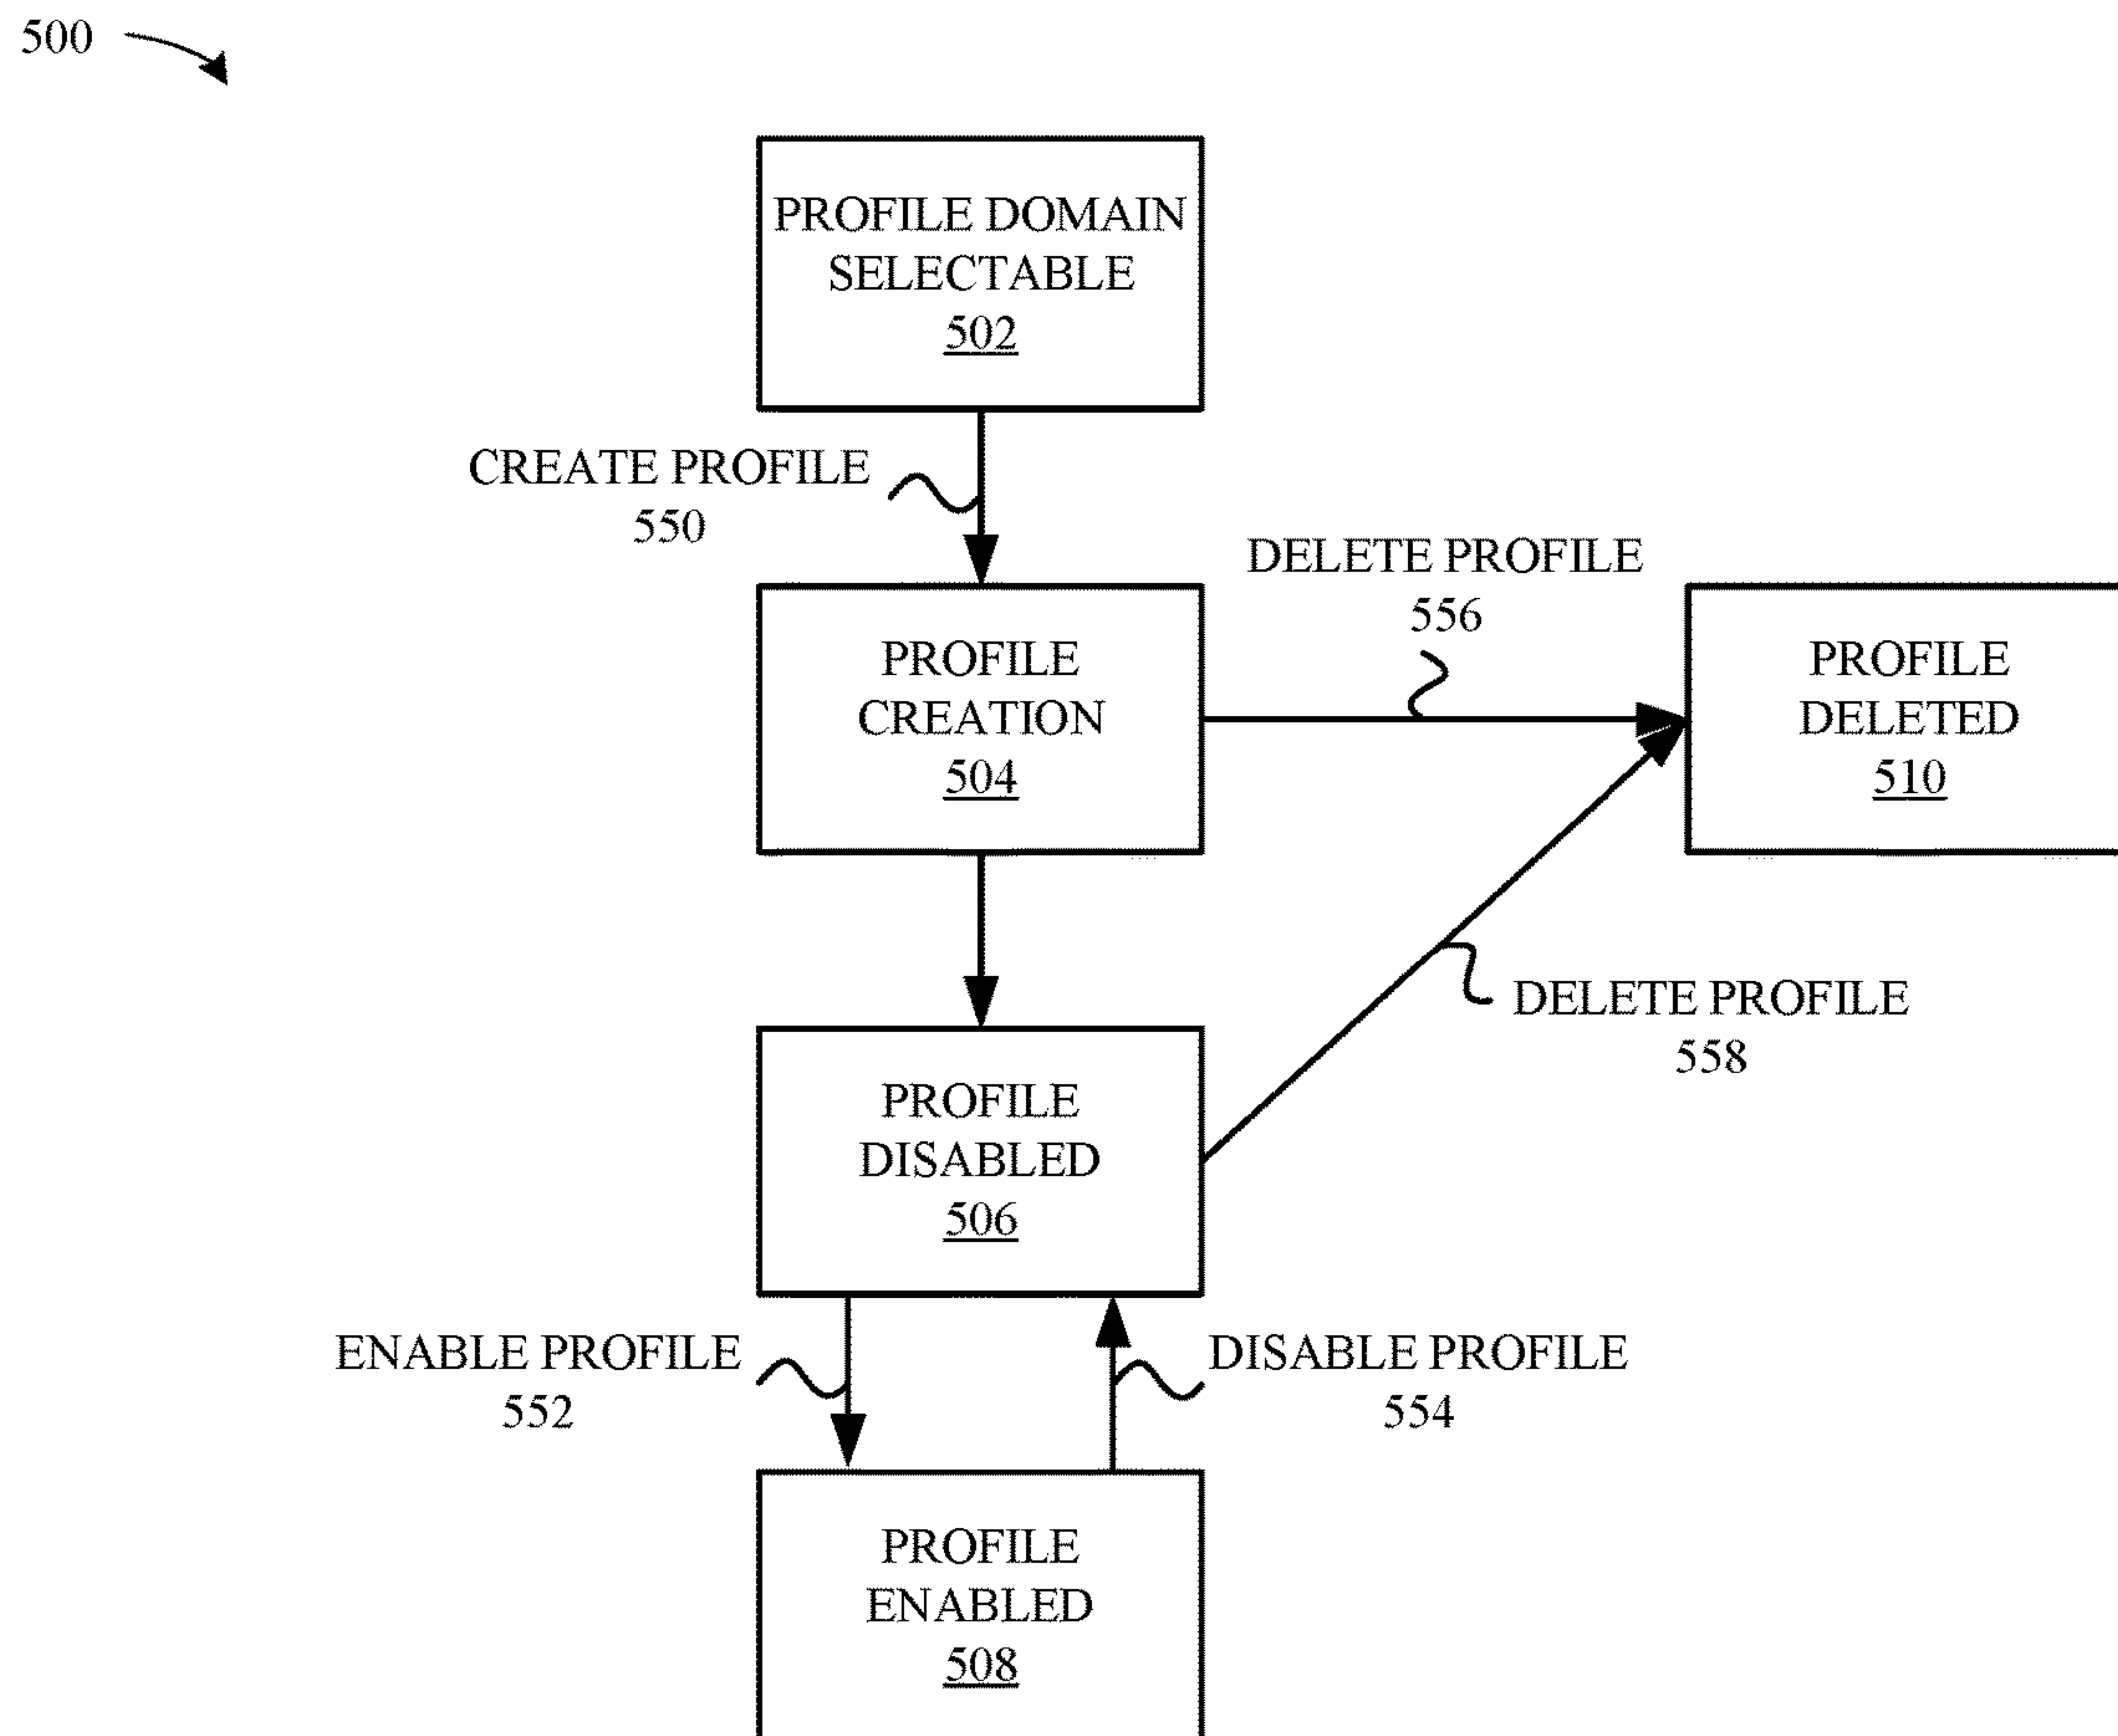 500
PROFILE DOMAIN
SELECTABLE
502
CREATE PROFILE
550
DELETE PROFILE
556
PROFILE
CREATION
504
PROFILE
DELETED
510
DELETE PROFILE
558
PROFILE
DISABLED
506
ENABLE PROFILE
552
DISABLE PROFILE
554
PROFILE
ENABLED
508